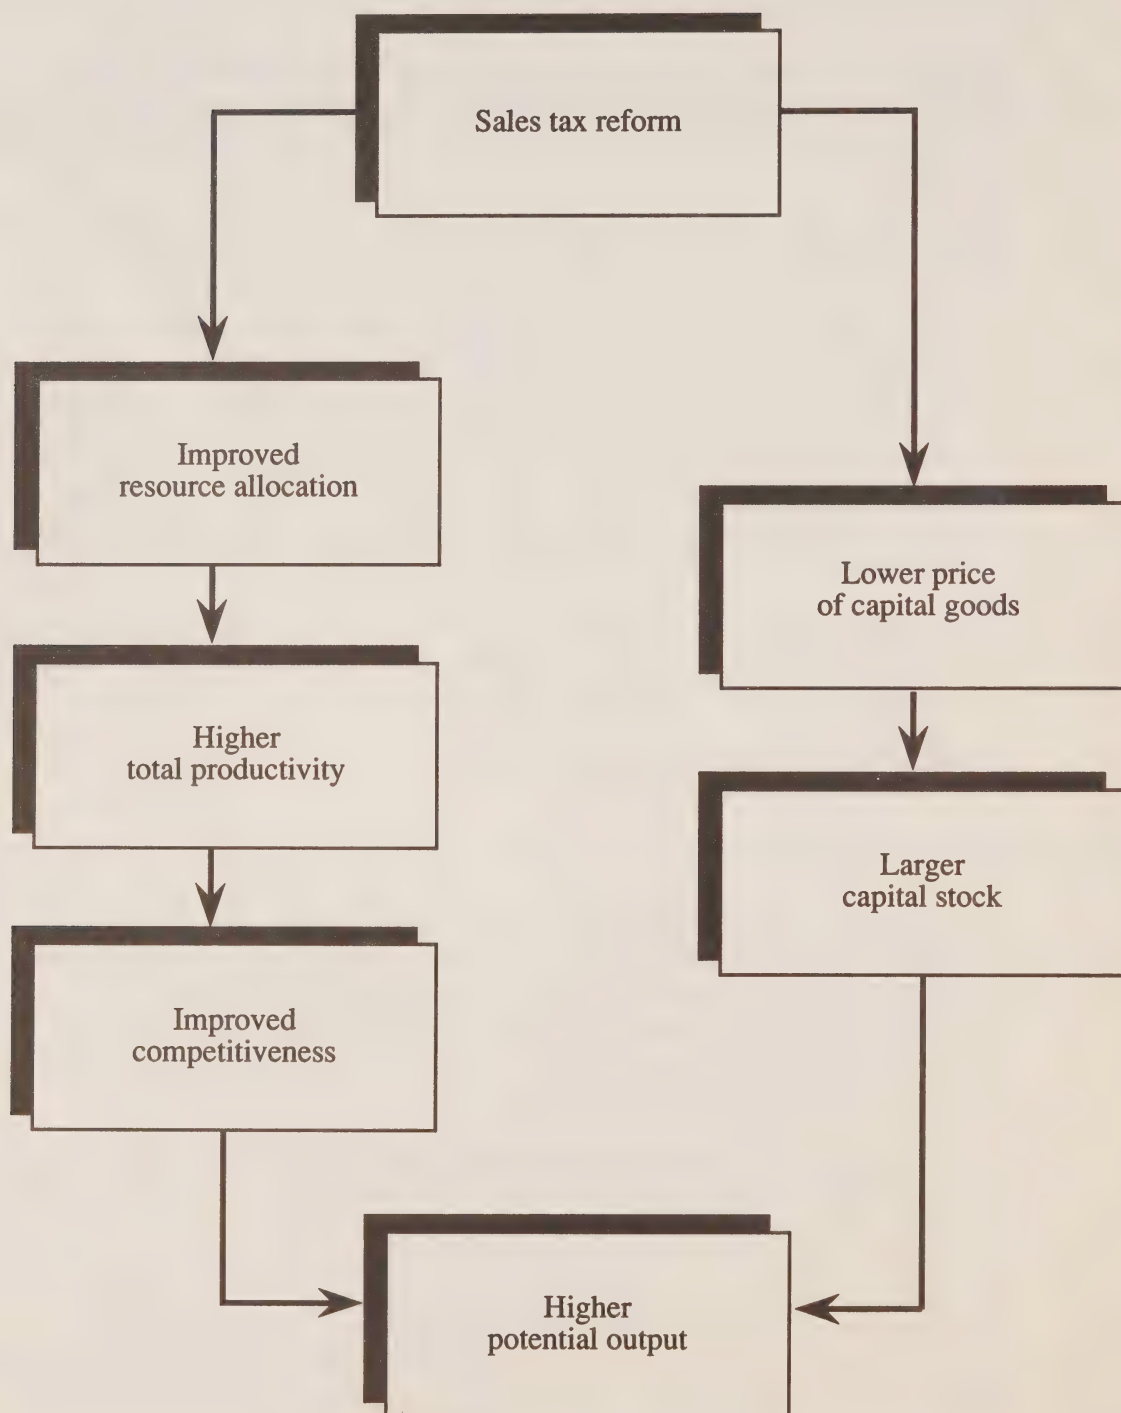 Sales tax reform
Improved
resource allocation
Higher
total productivity
Improved
competitiveness
Lower price
of capital goods
Larger
capital stock
Higher
potential output